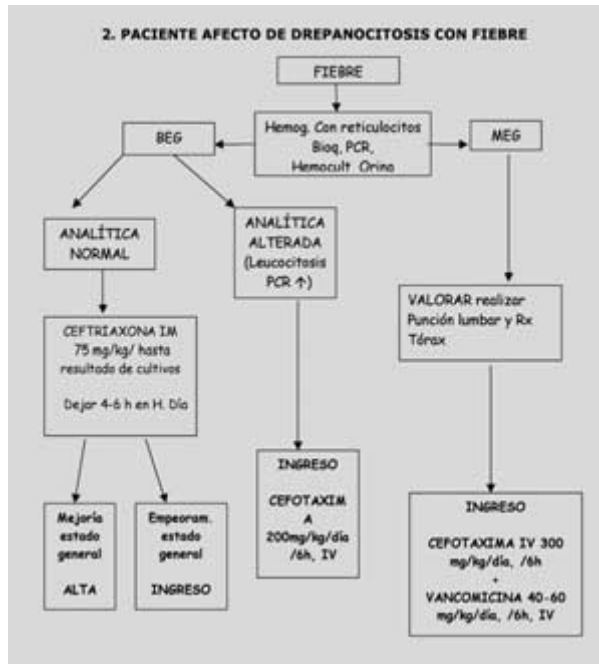 2. PACIENTE AFECTO DE DREPANOCITOSIS CON FIEBRE
FIEBRE
BEG
Hemog. Con reticulocitos
Bioq, PCR,
Hemocult Orina
MEG
ANALÍTICA
NORMAL
ANALÍTICA
ALTERADA
(Leucocitosis
PCR ↑)
VALORAR realizar
Punción lumbar y Rx
Tórax
CEFTRIAXONA IM
75 mg/kg/ hasta
resultado de cultivos
Dejar 4-6 h en H. Día
Mejoría
estado
general
ALTA
Empeoram.
estado
general
INGRESO
INGRESO
CEFOTAXIM
A
200mg/kg/día
/6h, IV
INGRESO
CEFOTAXIMA IV 300
mg/kg/día, /6h
+
VANCOMICINA 40-60
mg/kg/día, /6h, IV